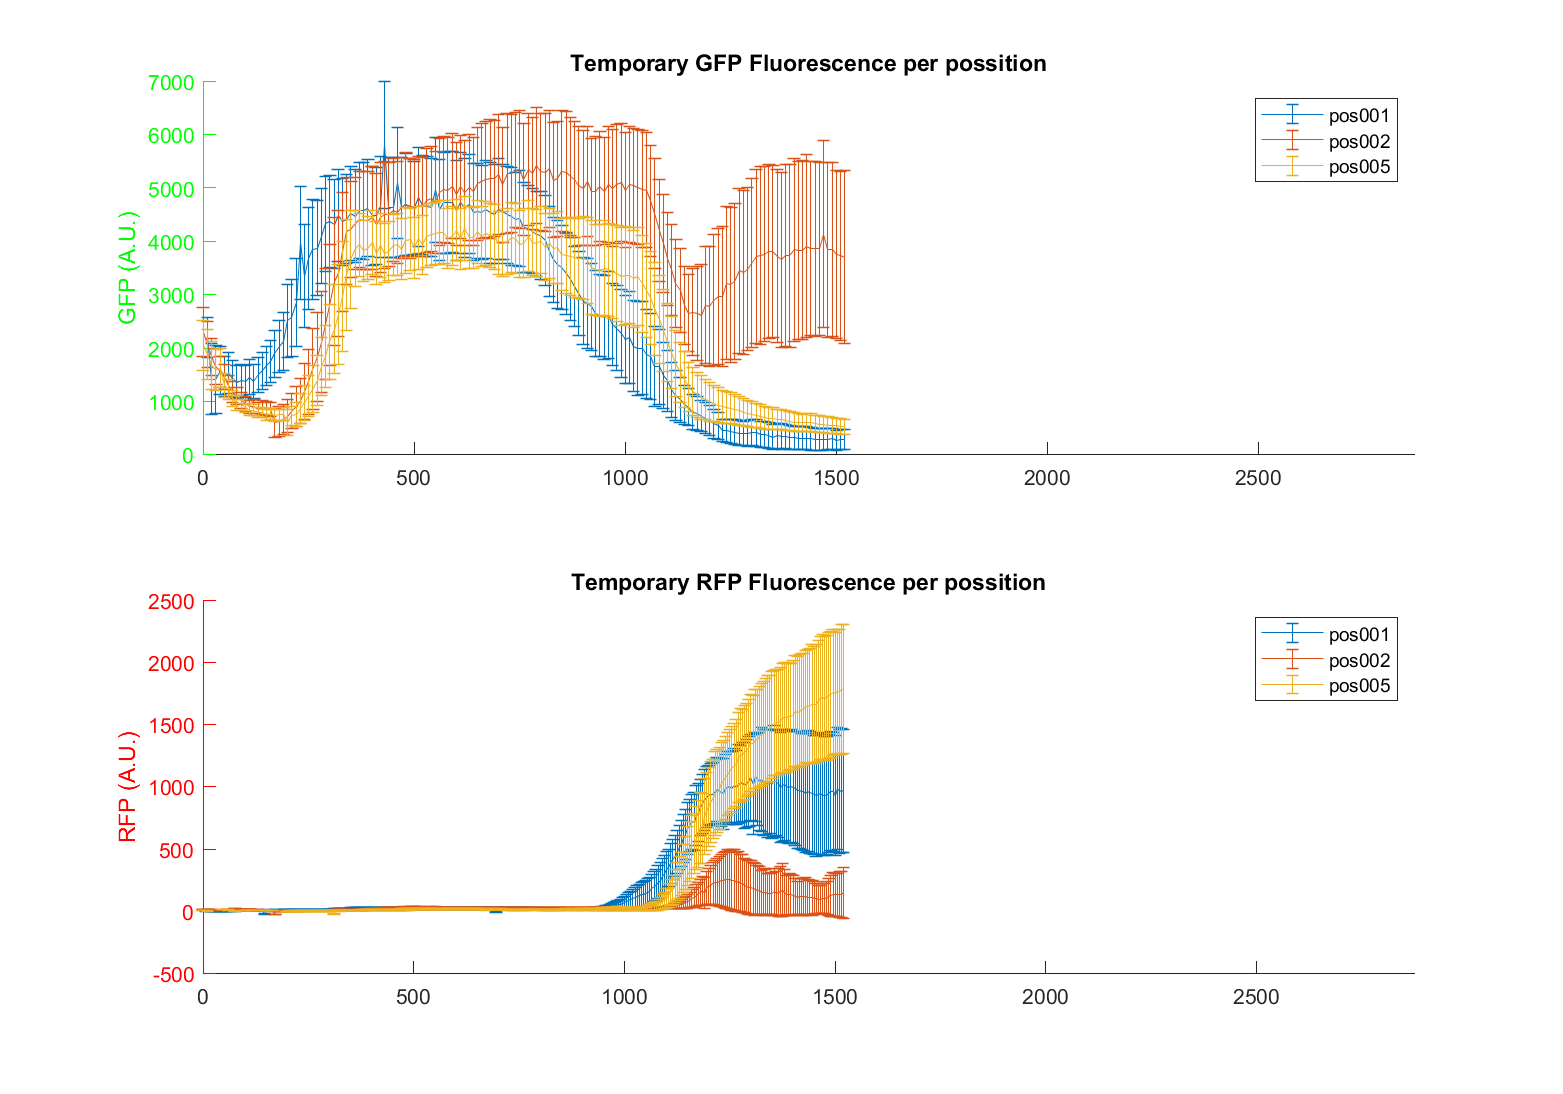 Temporary GFP Fluorescence per possition
7000
6000
5000
4000
3000
2000
1000
0
GFP (A.U.)
0 500 1000 1500 2000 2500
pos001
pos002
pos005
Temporary RFP Fluorescence per possition
2500
2000
1500
1000
500
0
-500
RFP (A.U.)
0 500 1000 1500 2000 2500
pos001
pos002
pos005